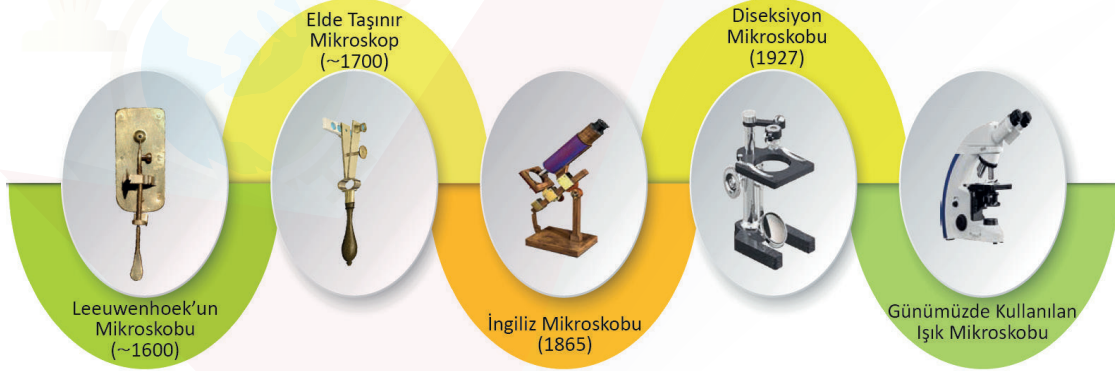 Leeuwenhoek’un
Mikroskobu
(~1600)
Elde Taşınır
Mikroskop
(~1700)
İngiliz Mikroskobu
(1865)
Diseksiyon
Mikroskobu
(1927)
Günümüzde Kullanılan
Işık Mikroskobu